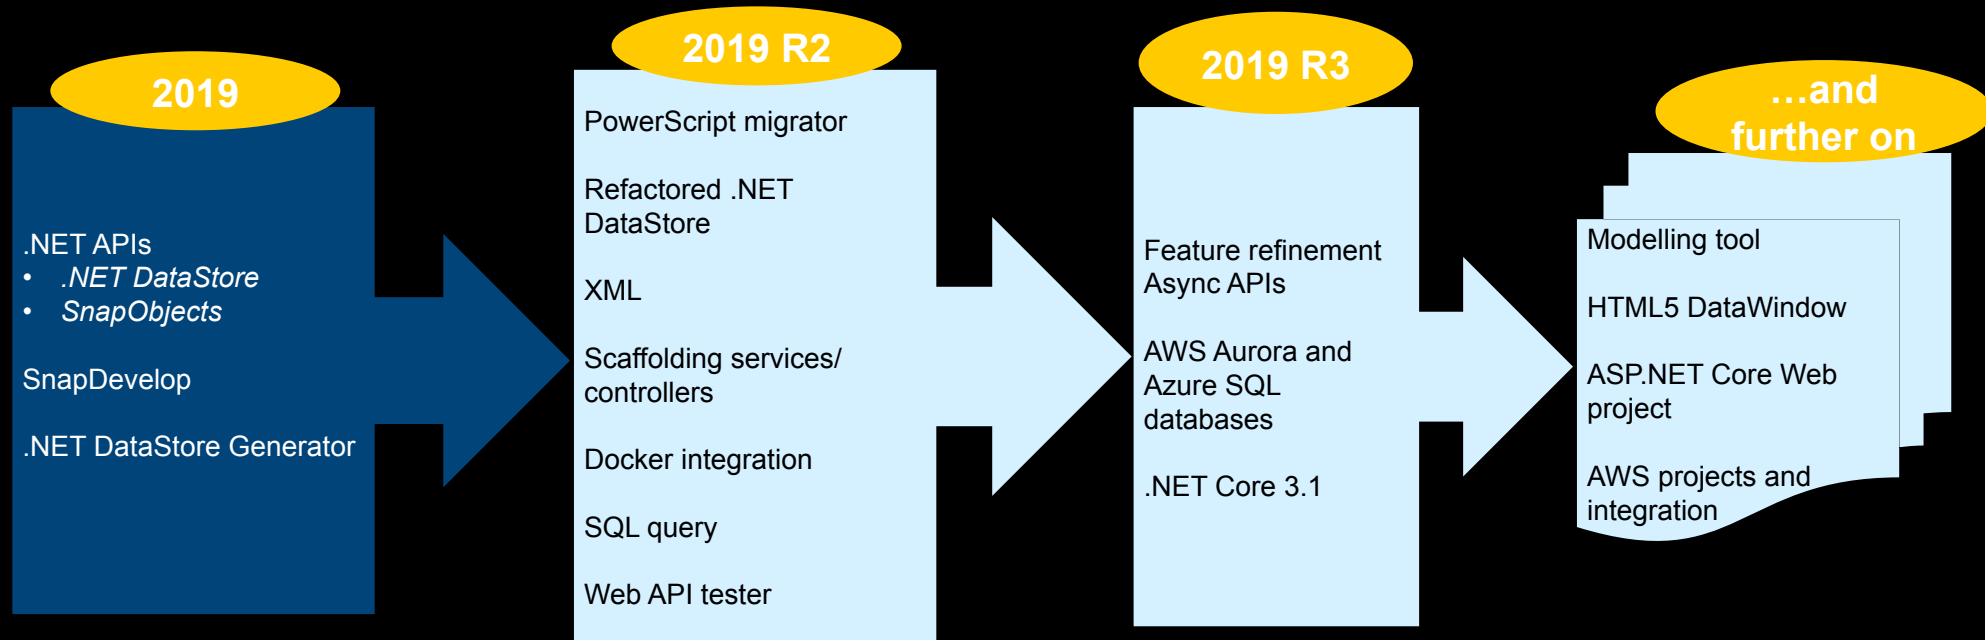 2019
.NET APIs
• .NET DataStore
• SnapObjects
SnapDevelop
.NET DataStore Generator
2019 R2
PowerScript migrator
Refactored .NET
DataStore
XML
Scaffolding services/
controllers
Docker integration
SQL query
Web API tester
2019 R3
Feature refinement
Async APIs
AWS Aurora and
Azure SQL
databases
.NET Core 3.1
…and
further on
Modelling tool
HTML5 DataWindow
ASP.NET Core Web
project
AWS projects and
integration